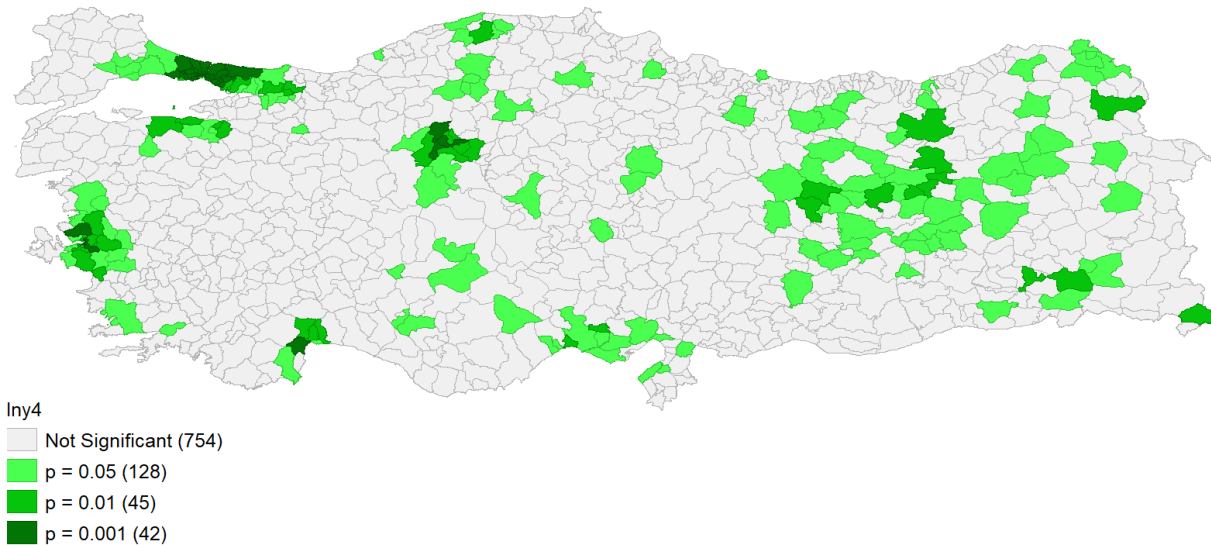 lny4
Not Significant (754)
p = 0.05 (128)
p = 0.01 (45)
p = 0.001 (42)